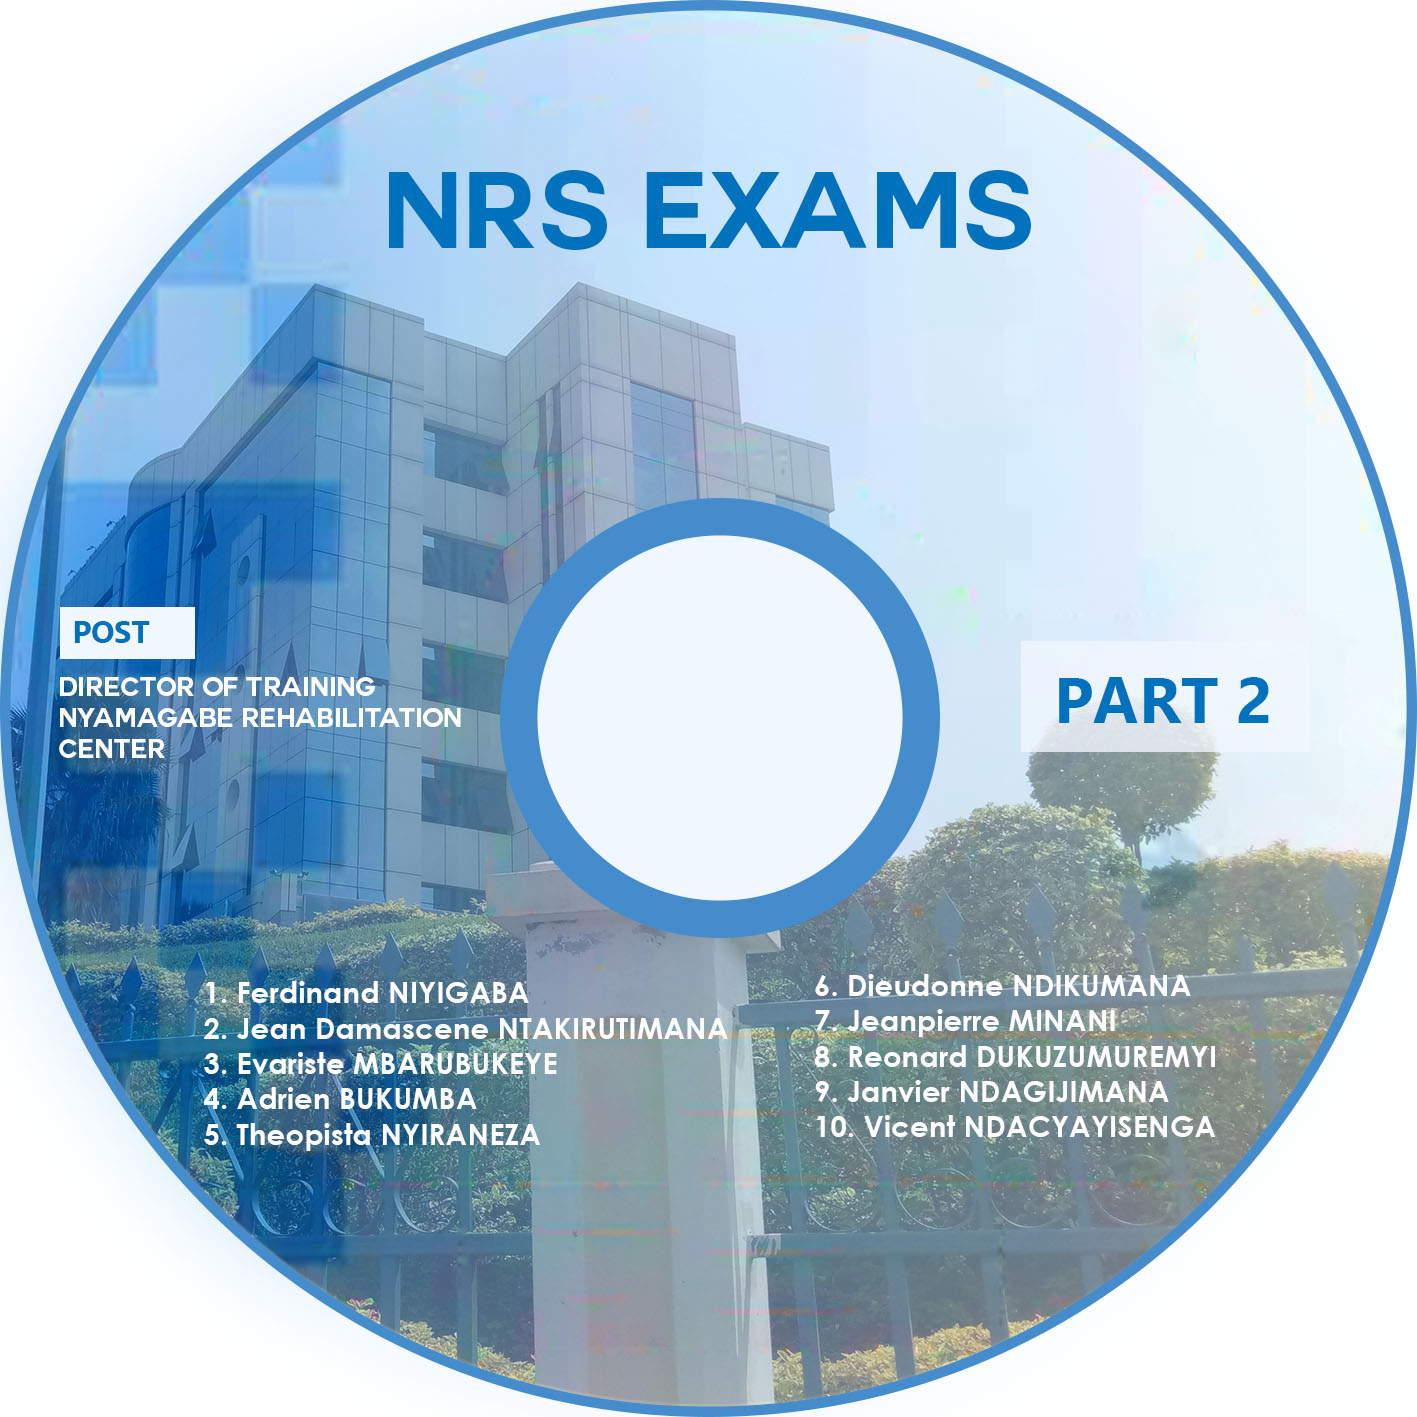 NRS EXAMS
POST
DIRECTOR OF TRAINING
NYAMAGABE REHABILITATION
CENTER
PART 2
1. Ferdinand NIYIGABA
2. Jean Damascene NTAKIRUTIMANA
3. Evariste MBARUBUKEYE
4. Adrien BUKUMBA
5. Theopista NYIRANEZA
6. Dieudonne NDIKUMANA
7. Jeanpierre MINANI
8. Reonard DUKUZUMUREMYI
9. Janvier NDAGIJIMANA
10. Vicent NDACYAYISENGA